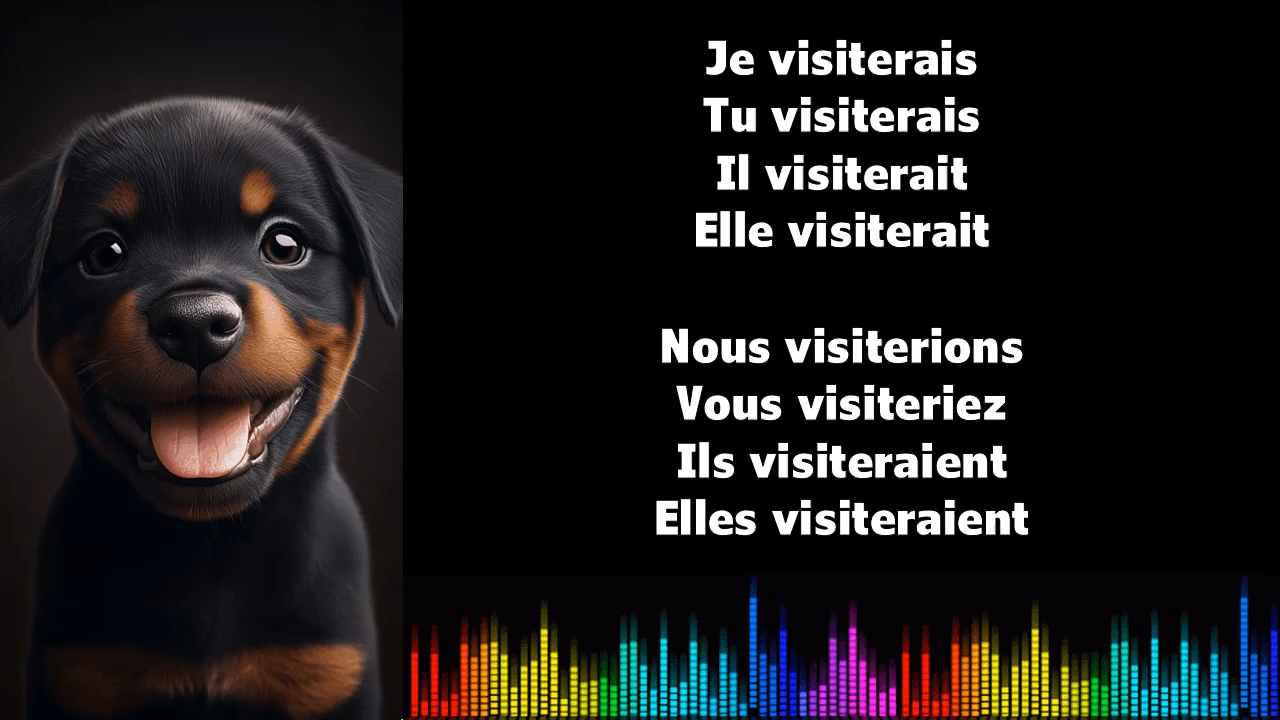 Je visiterais
Tu visiterais
Il visiterait
Elle visiterait
Nous visiterions
Vous visiteriez
Ils visiteraient
Elles visiteraient